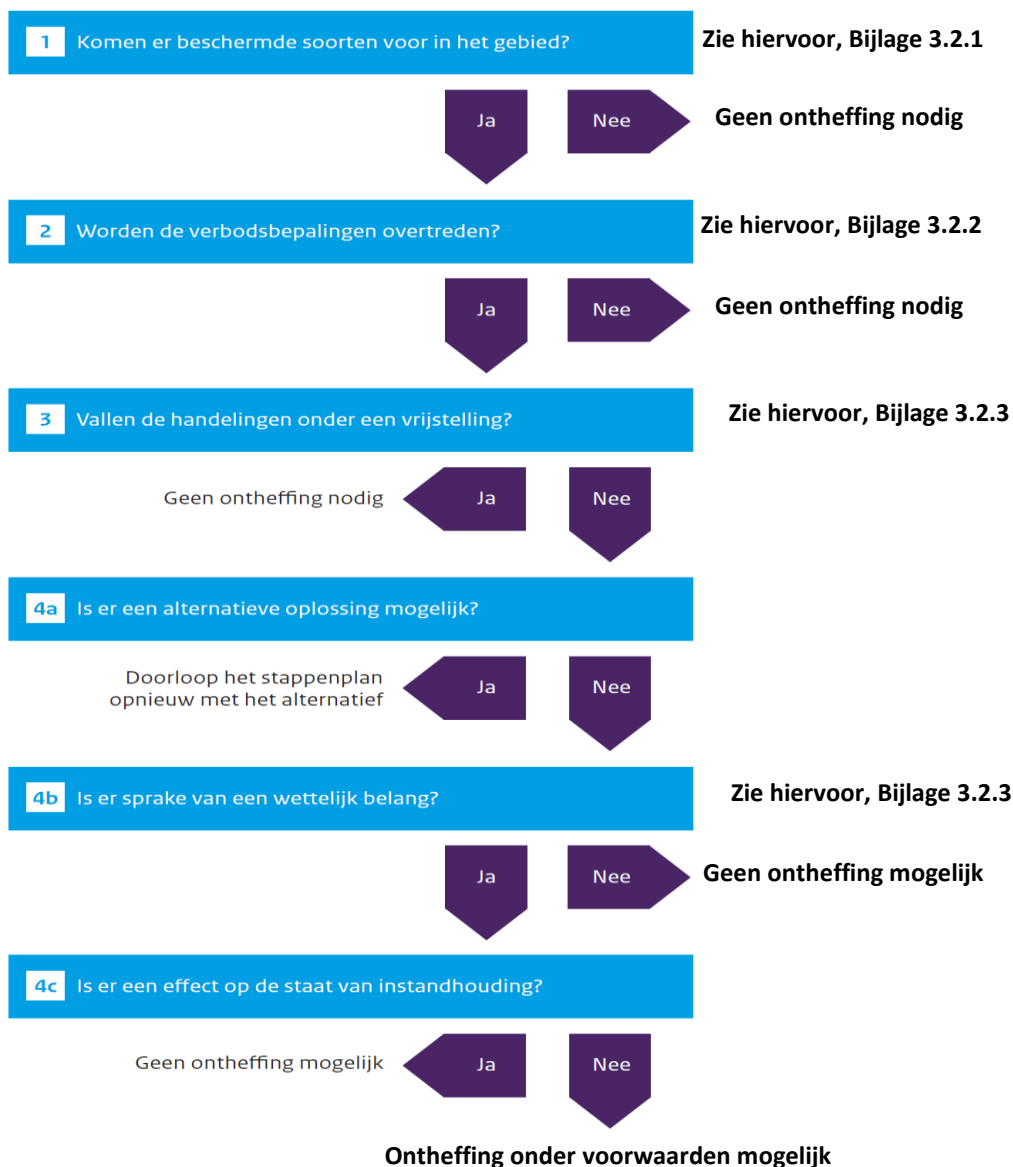 1 Komen er beschermde soorten voor in het gebied? Zie hiervoor, Bijlage 3.2.1
Ja Nee Geen ontheffing nodig
2 Worden de verbodsbepalingen overtreden? Zie hiervoor, Bijlage 3.2.2
Ja Nee Geen ontheffing nodig
3 Vallen de handelingen onder een vrijstelling? Zie hiervoor, Bijlage 3.2.3
Geen ontheffing nodig Ja Nee
4a Is er een alternatieve oplossing mogelijk?
Doorloop het stappenplan
opnieuw met het alternatief
Ja Nee
4b Is er sprake van een wettelijk belang? Zie hiervoor, Bijlage 3.2.3
Ja Nee Geen ontheffing mogelijk
4c Is er een effect op de staat van instandhouding?
Geen ontheffing mogelijk Ja Nee
Ontheffing onder voorwaarden mogelijk